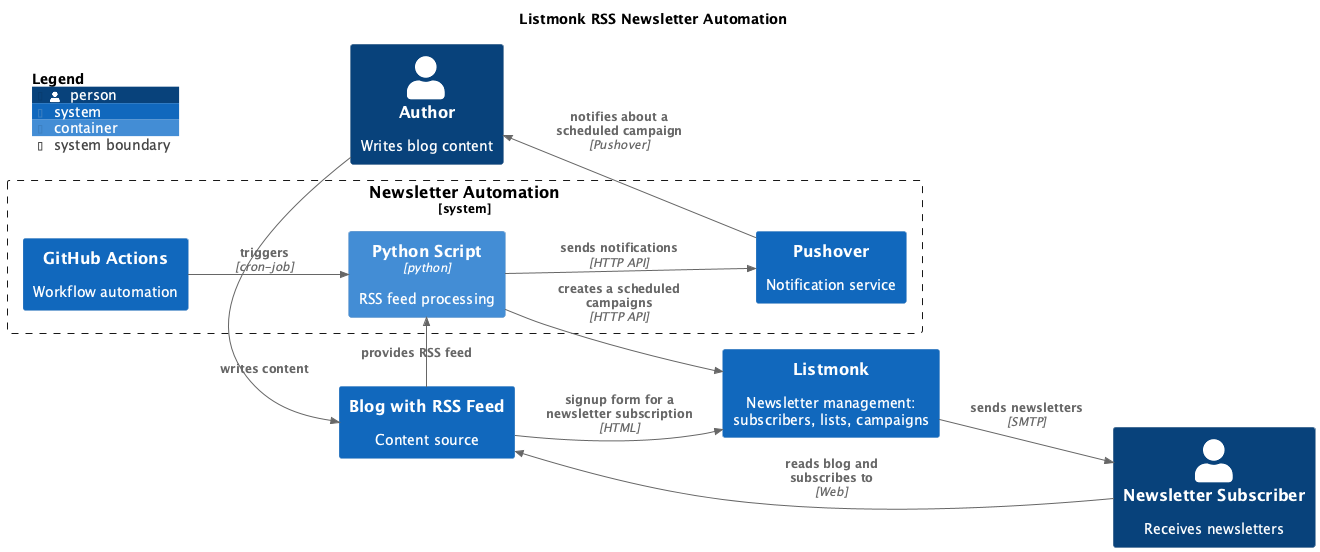 Listmonk RSS Newsletter Automation
Legend
person
system
container
system boundary
Author
Writes blog content
notifies about a
scheduled campaign
[Pushover]
Newsletter Automation
[system]
GitHub Actions
Workflow automation
triggers
[cron-job]
Python Script
[python]
RSS feed processing
sends notifications
[HTTP API]
creates a scheduled
campaigns
[HTTP API]
Pushover
Notification service
provides RSS feed
writes content
Blog with RSS Feed
Content source
signup form for a
newsletter subscription
[HTML]
Listmonk
Newsletter management:
subscribers, lists, campaigns
sends newsletters
[SMTP]
reads blog and
subscribes to
[Web]
Newsletter Subscriber
Receives newsletters